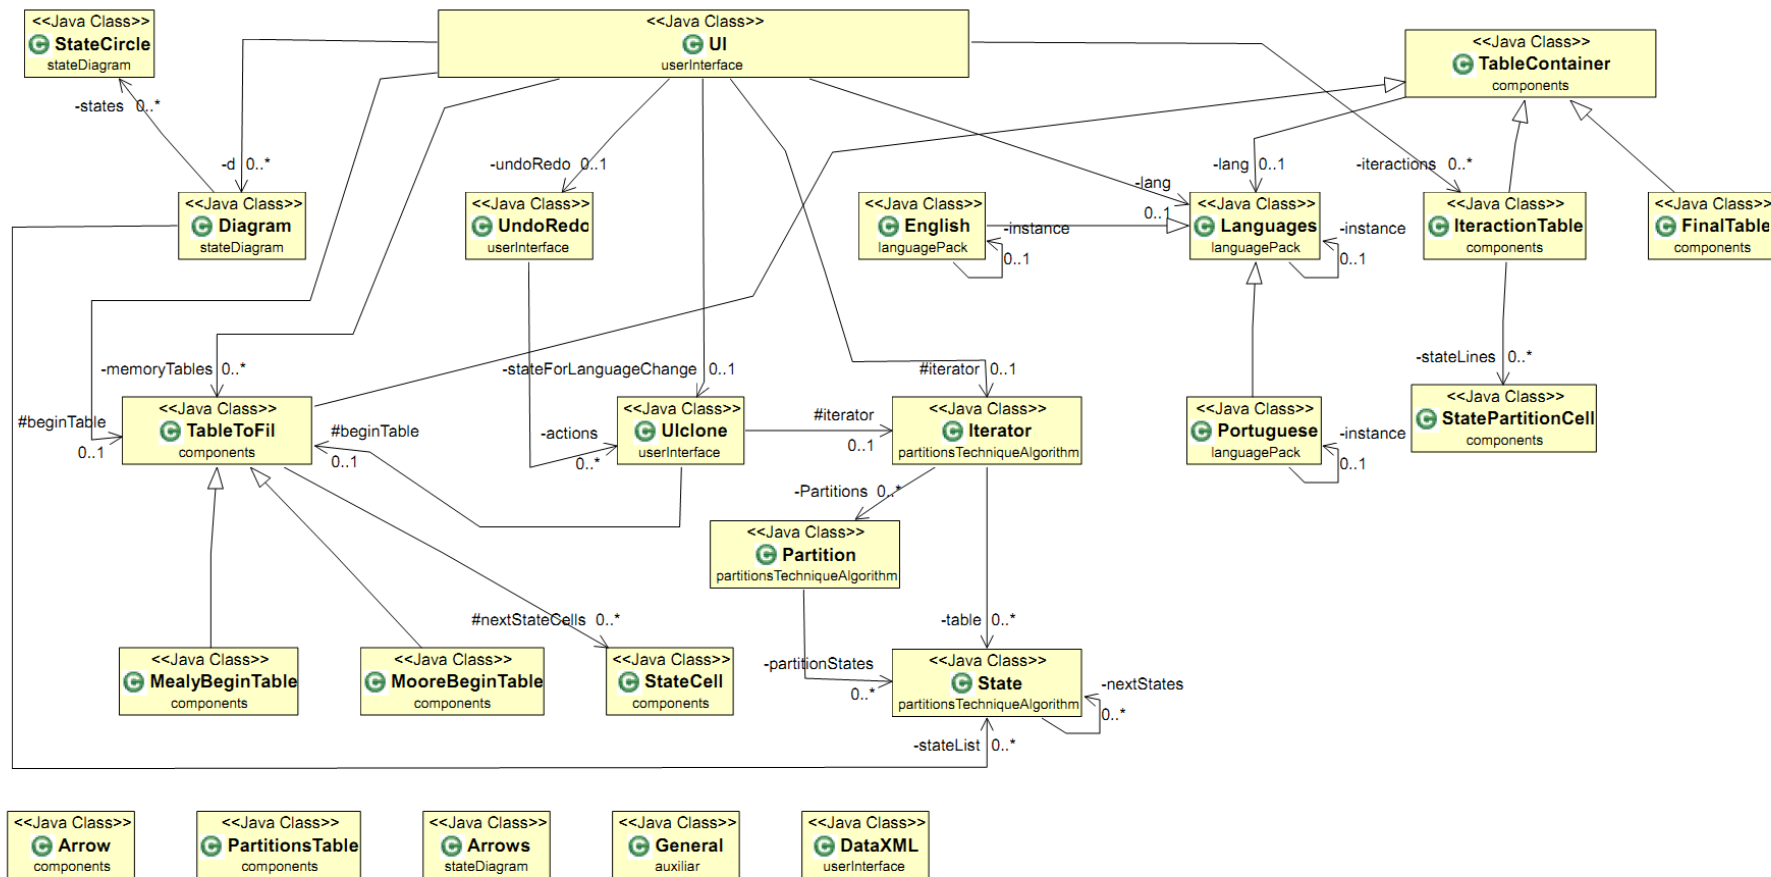 <<Java Class>>
StateCircle
stateDiagram
<<Java Class>>
UI
userInterface
<<Java Class>>
TableContainer
components
-states 0..*
-d 0..*
-undoRedo 0..1
-lang
0..1
-lang 0..1
-iteractions 0..*
<<Java Class>>
Diagram
stateDiagram
<<Java Class>>
UndoRedo
userInterface
<<Java Class>>
English
languagePack
-instance
0..1
<<Java Class>>
Languages
languagePack
-instance
0..1
<<Java Class>>
IteractionTable
components
<<Java Class>>
FinalTable
components
-memoryTables 0..*
-stateForLanguageChange 0..1
#iterator 0..1
-stateLines 0..*
#beginTable
0..1
<<Java Class>>
TableToFil
components
#beginTable
0..1
-actions
0..*
<<Java Class>>
UIclone
userInterface
#iterator
0..1
<<Java Class>>
Iterator
partitionsTechniqueAlgorithm
<<Java Class>>
Portuguese
languagePack
-instance
0..1
<<Java Class>>
StatePartitionCell
components
-Partitions 0..*
<<Java Class>>
Partition
partitionsTechniqueAlgorithm
#nextStateCells 0..*
-table 0..*
-partitionStates
0..*
<<Java Class>>
MealyBeginTable
components
<<Java Class>>
MooreBeginTable
components
<<Java Class>>
StateCell
components
<<Java Class>>
State
partitionsTechniqueAlgorithm
-nextStates
0..*
-stateList 0..*
<<Java Class>>
Arrow
components
<<Java Class>>
PartitionsTable
components
<<Java Class>>
Arrows
stateDiagram
<<Java Class>>
General
auxiliar
<<Java Class>>
DataXML
userInterface